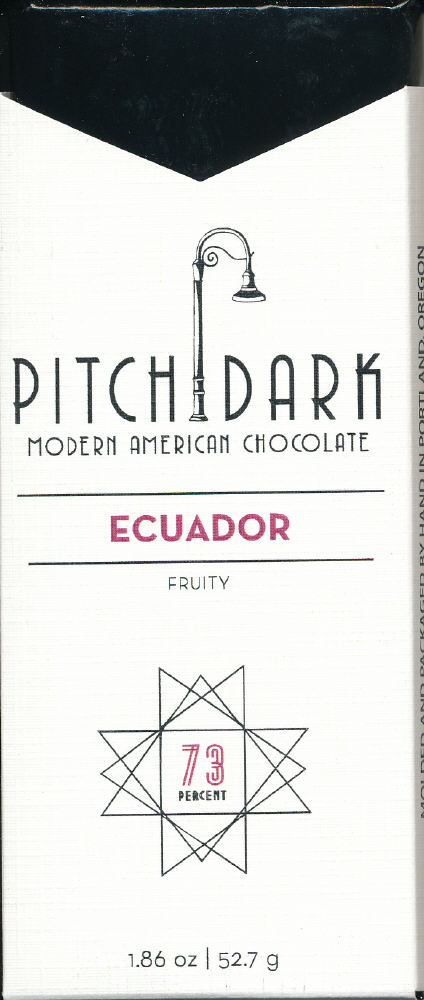 PITCH DARK
MODERN AMERICAN CHOCOLATE
ECUADOR
FRUITY
73
PERCENT
1.86 oz | 52.7 g
MOLDED AND PACKAGED BY HAND IN PORTLAND, OREGON